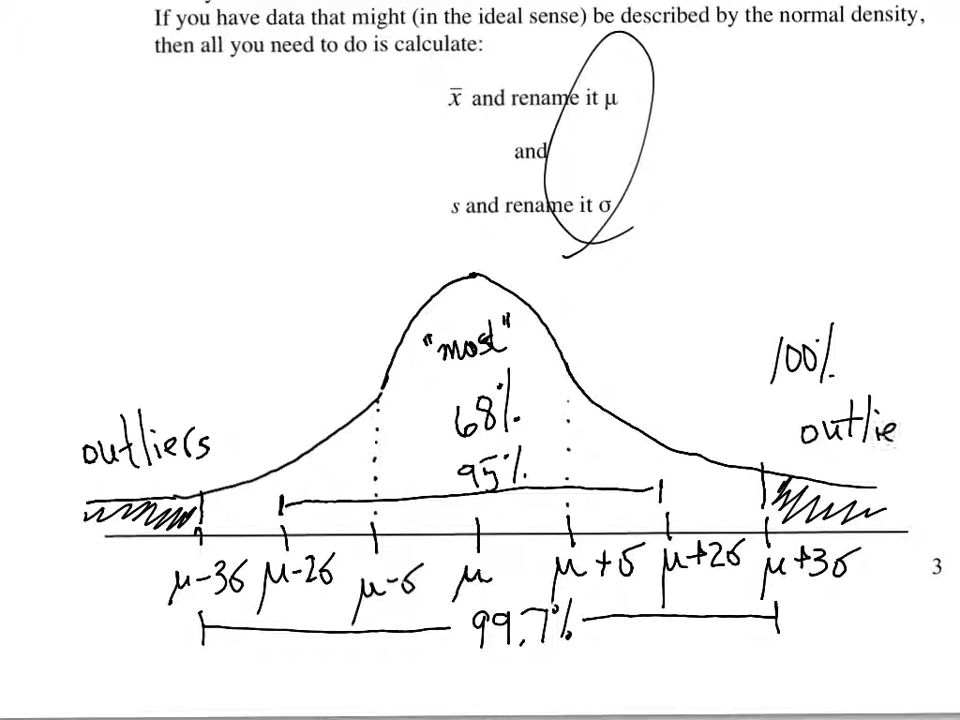 If you have data that might (in the ideal sense) be described by the normal density,
then all you need to do is calculate:
x̄ and rename it μ
and
s and rename it σ
"most"
100%
68%
outliers
outlie
95%
μ-3σ μ-2σ μ-σ μ μ+σ μ+2σ μ+3σ
3
99.7%